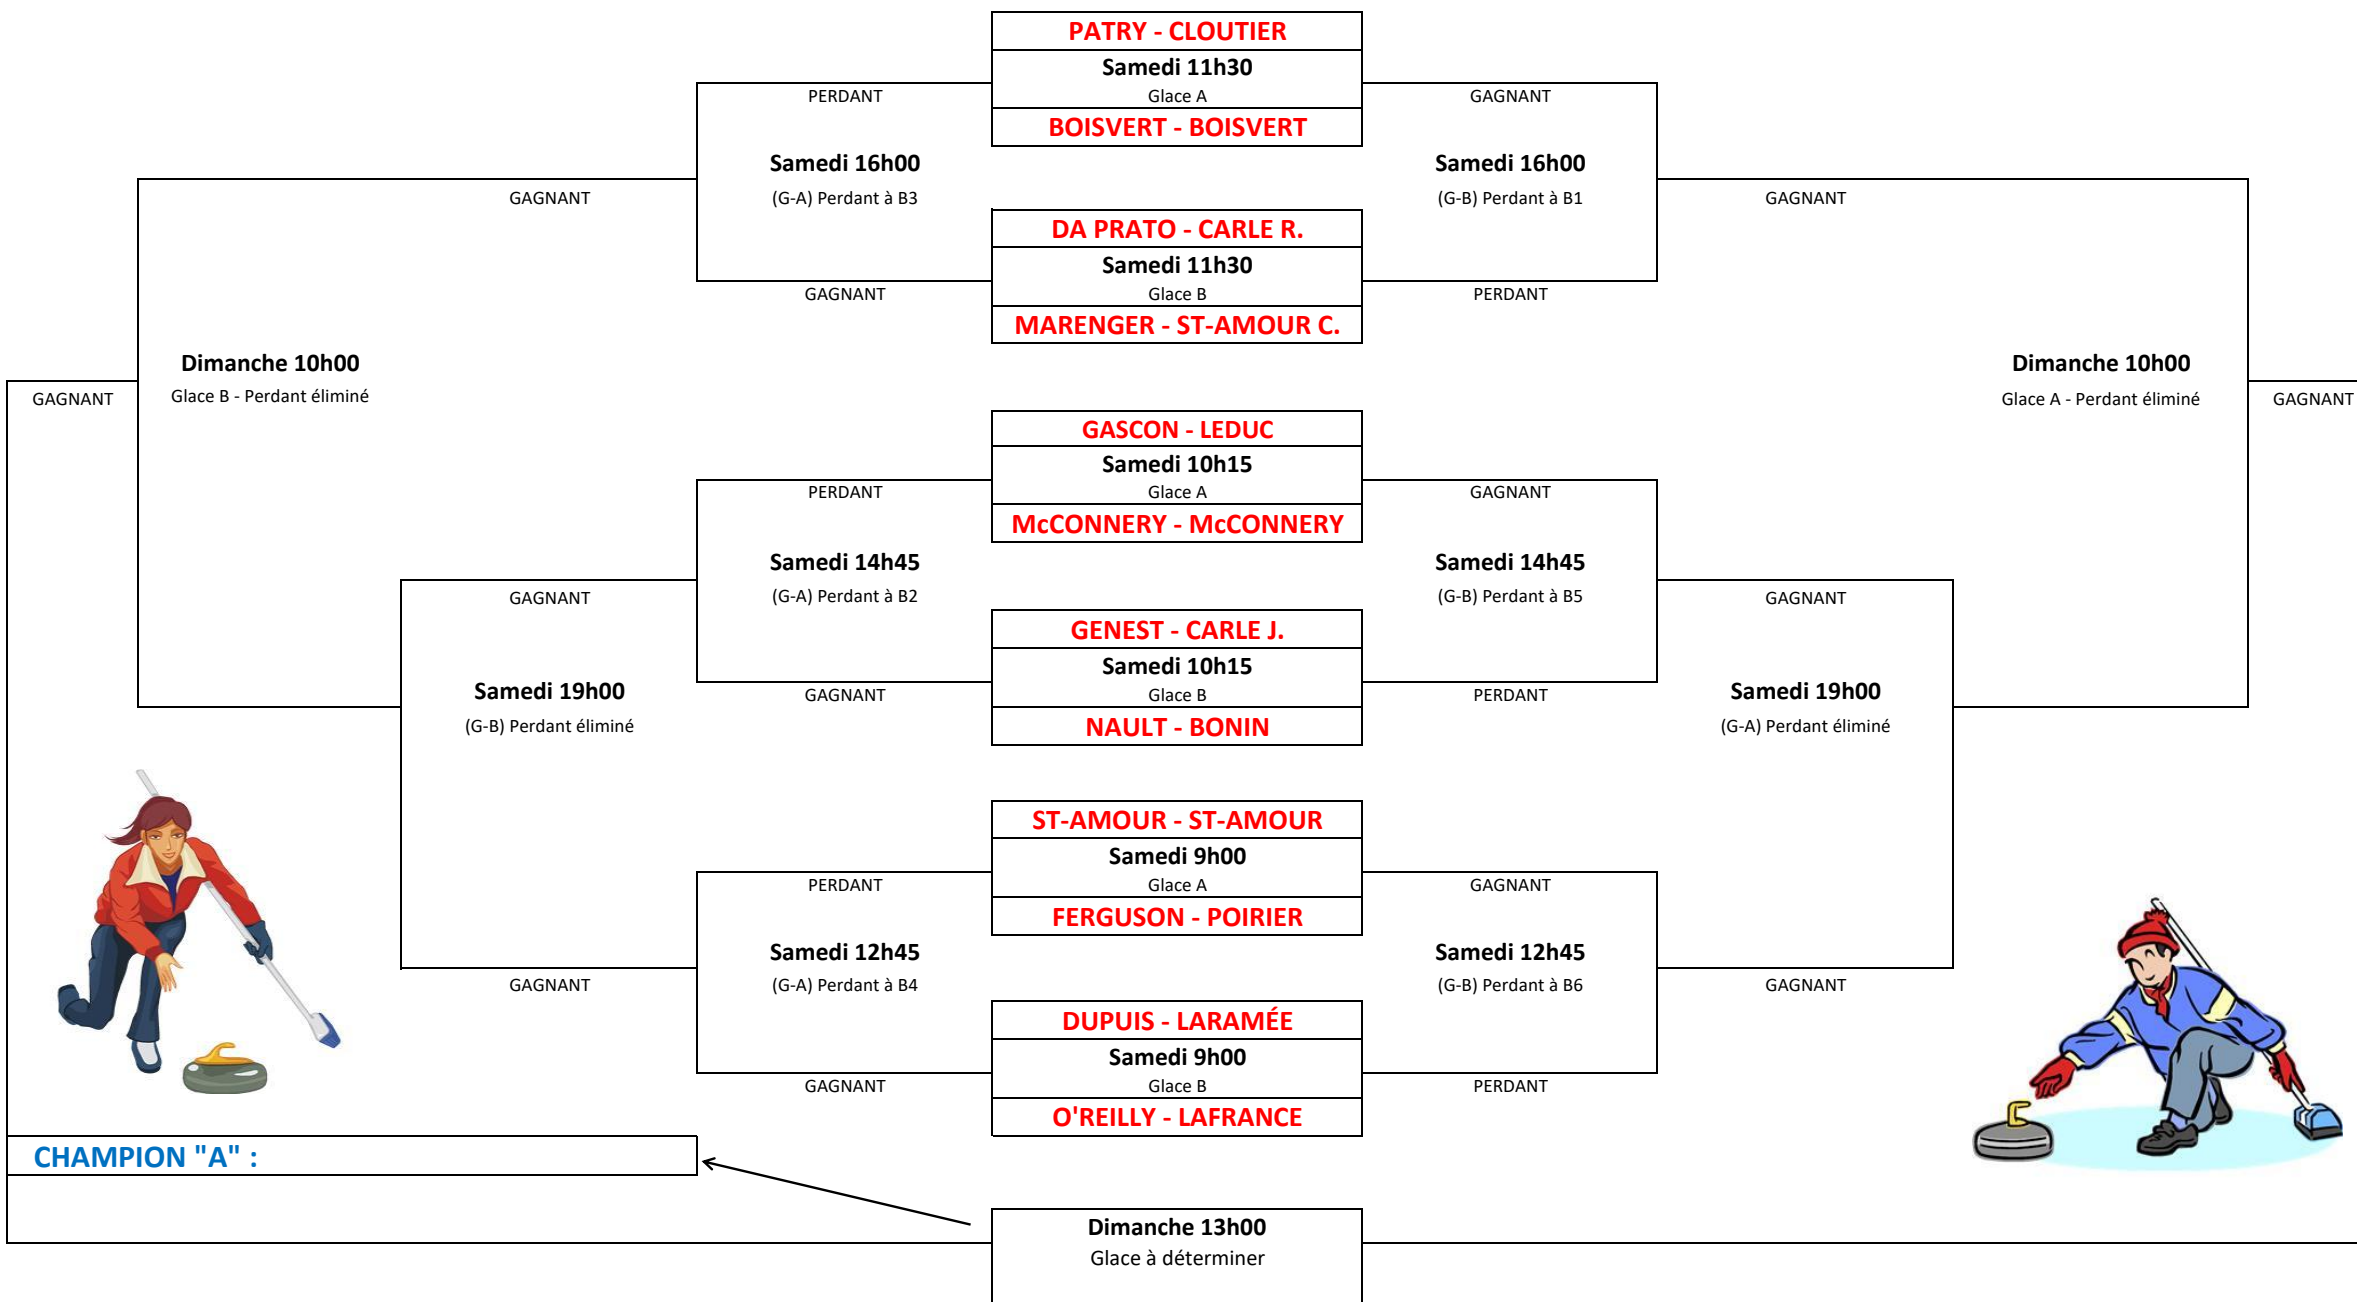 PATRY - CLOUTIER
Samedi 11h30
PERDANT
Glace A
GAGNANT
BOISVERT - BOISVERT
Samedi 16h00
Samedi 16h00
GAGNANT
(G-A) Perdant à B3
(G-B) Perdant à B1
GAGNANT
DA PRATO - CARLE R.
Samedi 11h30
GAGNANT
Glace B
PERDANT
MARENGER - ST-AMOUR C.
Dimanche 10h00
Dimanche 10h00
GAGNANT
Glace B - Perdant éliminé
Glace A - Perdant éliminé
GAGNANT
GASCON - LEDUC
Samedi 10h15
PERDANT
Glace A
GAGNANT
McCONNERY - McCONNERY
Samedi 14h45
Samedi 14h45
GAGNANT
(G-A) Perdant à B2
(G-B) Perdant à B5
GAGNANT
GENEST - CARLE J.
Samedi 10h15
Samedi 19h00
GAGNANT
Glace B
PERDANT
Samedi 19h00
(G-B) Perdant éliminé
NAULT - BONIN
(G-A) Perdant éliminé
ST-AMOUR - ST-AMOUR
Samedi 9h00
PERDANT
Glace A
GAGNANT
FERGUSON - POIRIER
Samedi 12h45
Samedi 12h45
GAGNANT
(G-A) Perdant à B4
(G-B) Perdant à B6
GAGNANT
DUPUIS - LARAMÉE
Samedi 9h00
GAGNANT
Glace B
PERDANT
O'REILLY - LAFRANCE
CHAMPION "A" :
Dimanche 13h00
Glace à déterminer